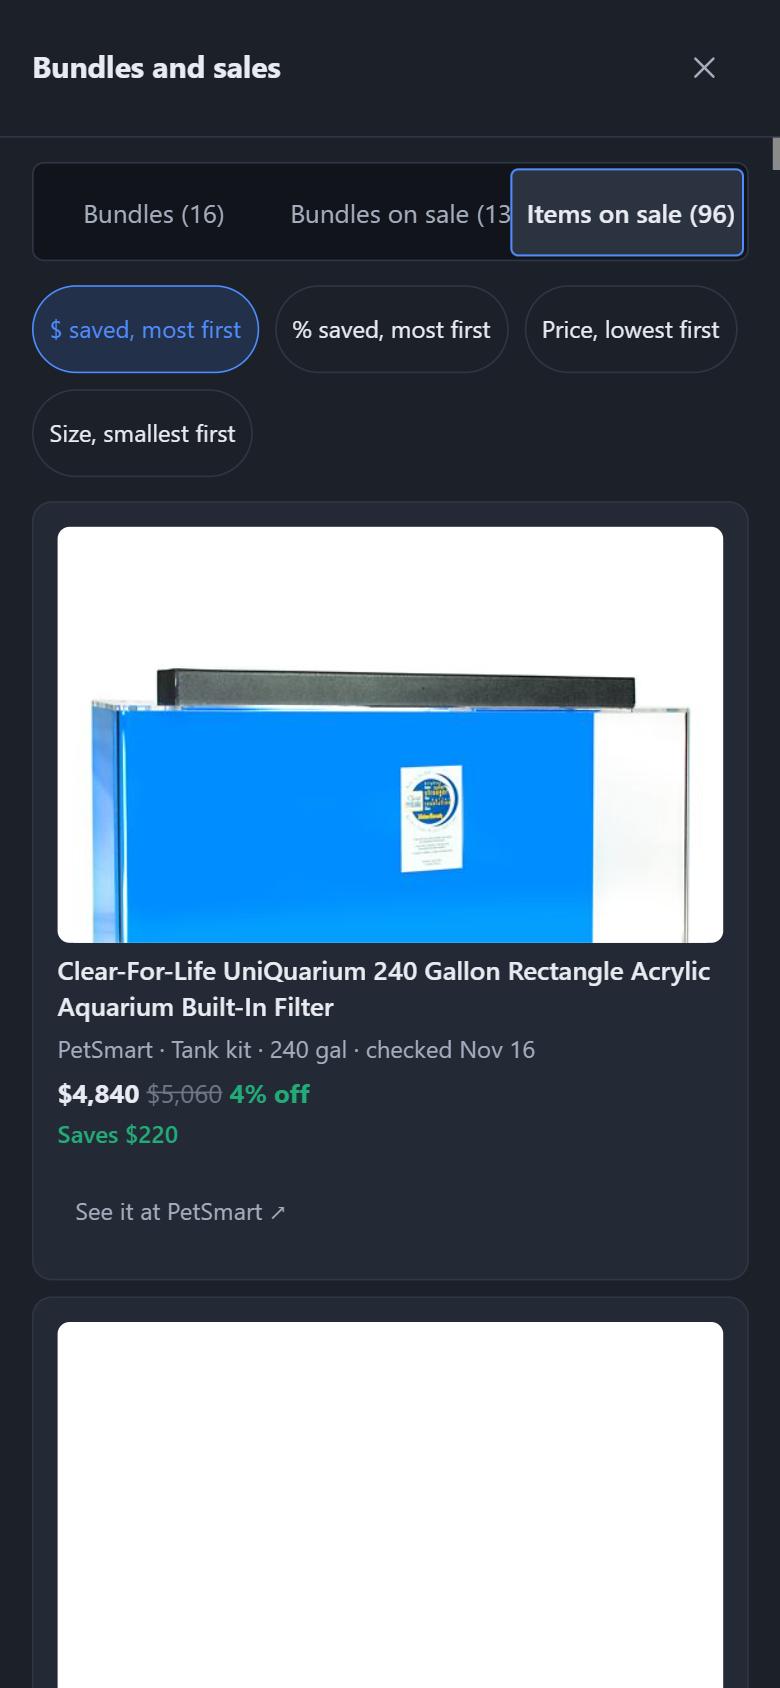 Bundles and sales
Bundles (16)
Bundles on sale (13
Items on sale (96)
$ saved, most first
% saved, most first
Price, lowest first
Size, smallest first
Clear-For-Life UniQuarium 240 Gallon Rectangle Acrylic
Aquarium Built-In Filter
PetSmart · Tank kit · 240 gal · checked Nov 16
$4,840 $5,060 4% off
Saves $220
See it at PetSmart ↗